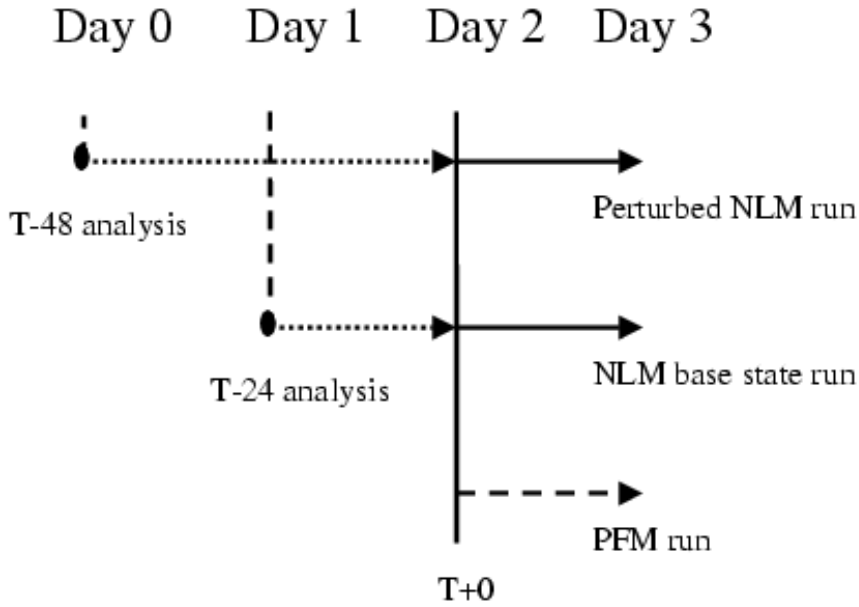 Day 0 Day 1 Day 2 Day 3
T-48 analysis
Perturbed NLM run
T-24 analysis
NLM base state run
PFM run
T+0